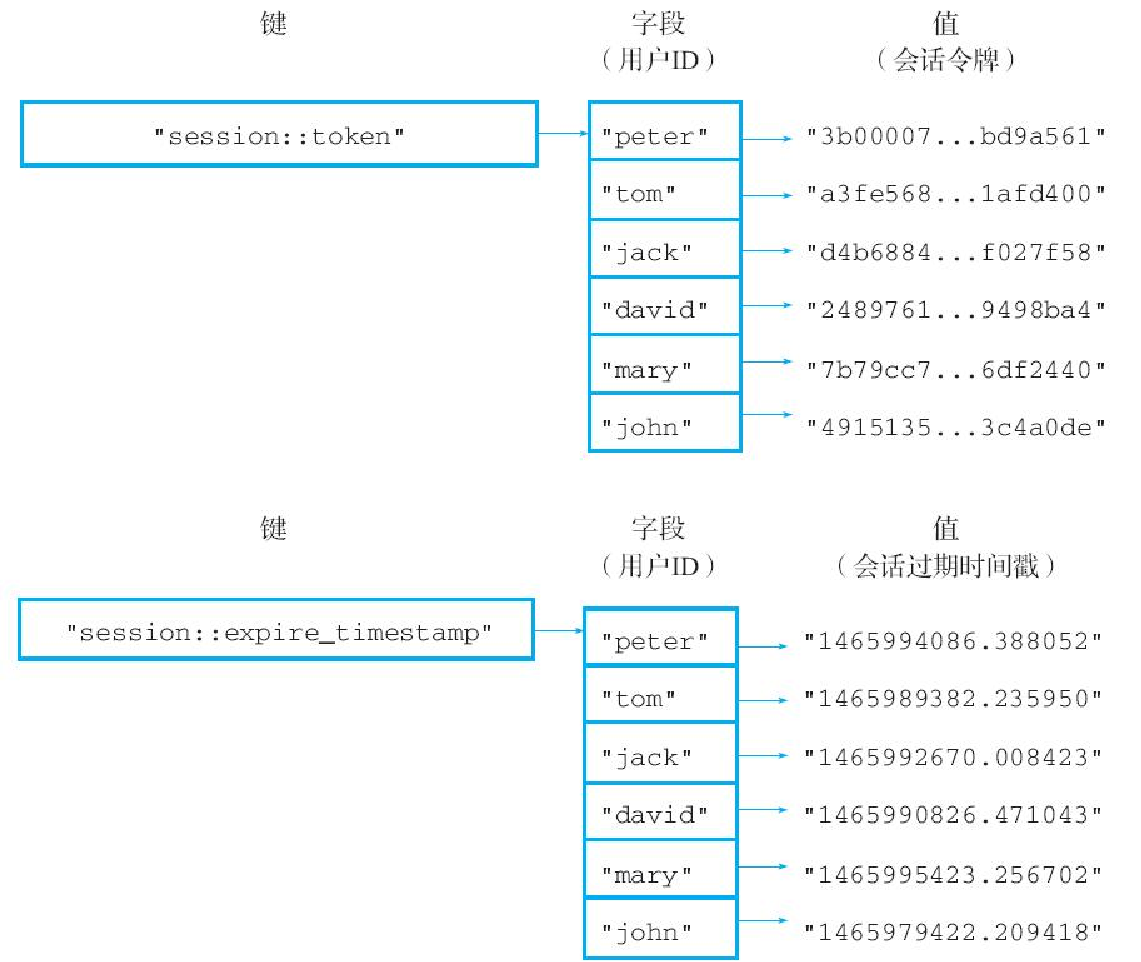 键 字段 值
（用户ID） （会话令牌）
"session::token" "peter" "3b00007...bd9a561"
"tom" "a3fe568...1afd400"
"jack" "d4b6884...f027f58"
"david" "2489761...9498ba4"
"mary" "7b79cc7...6df2440"
"john" "4915135...3c4a0de"
键 字段 值
（用户ID） （会话过期时间戳）
"session::expire_timestamp" "peter" "1465994086.388052"
"tom" "1465989382.235950"
"jack" "1465992670.008423"
"david" "1465990826.471043"
"mary" "1465995423.256702"
"john" "1465979422.209418"